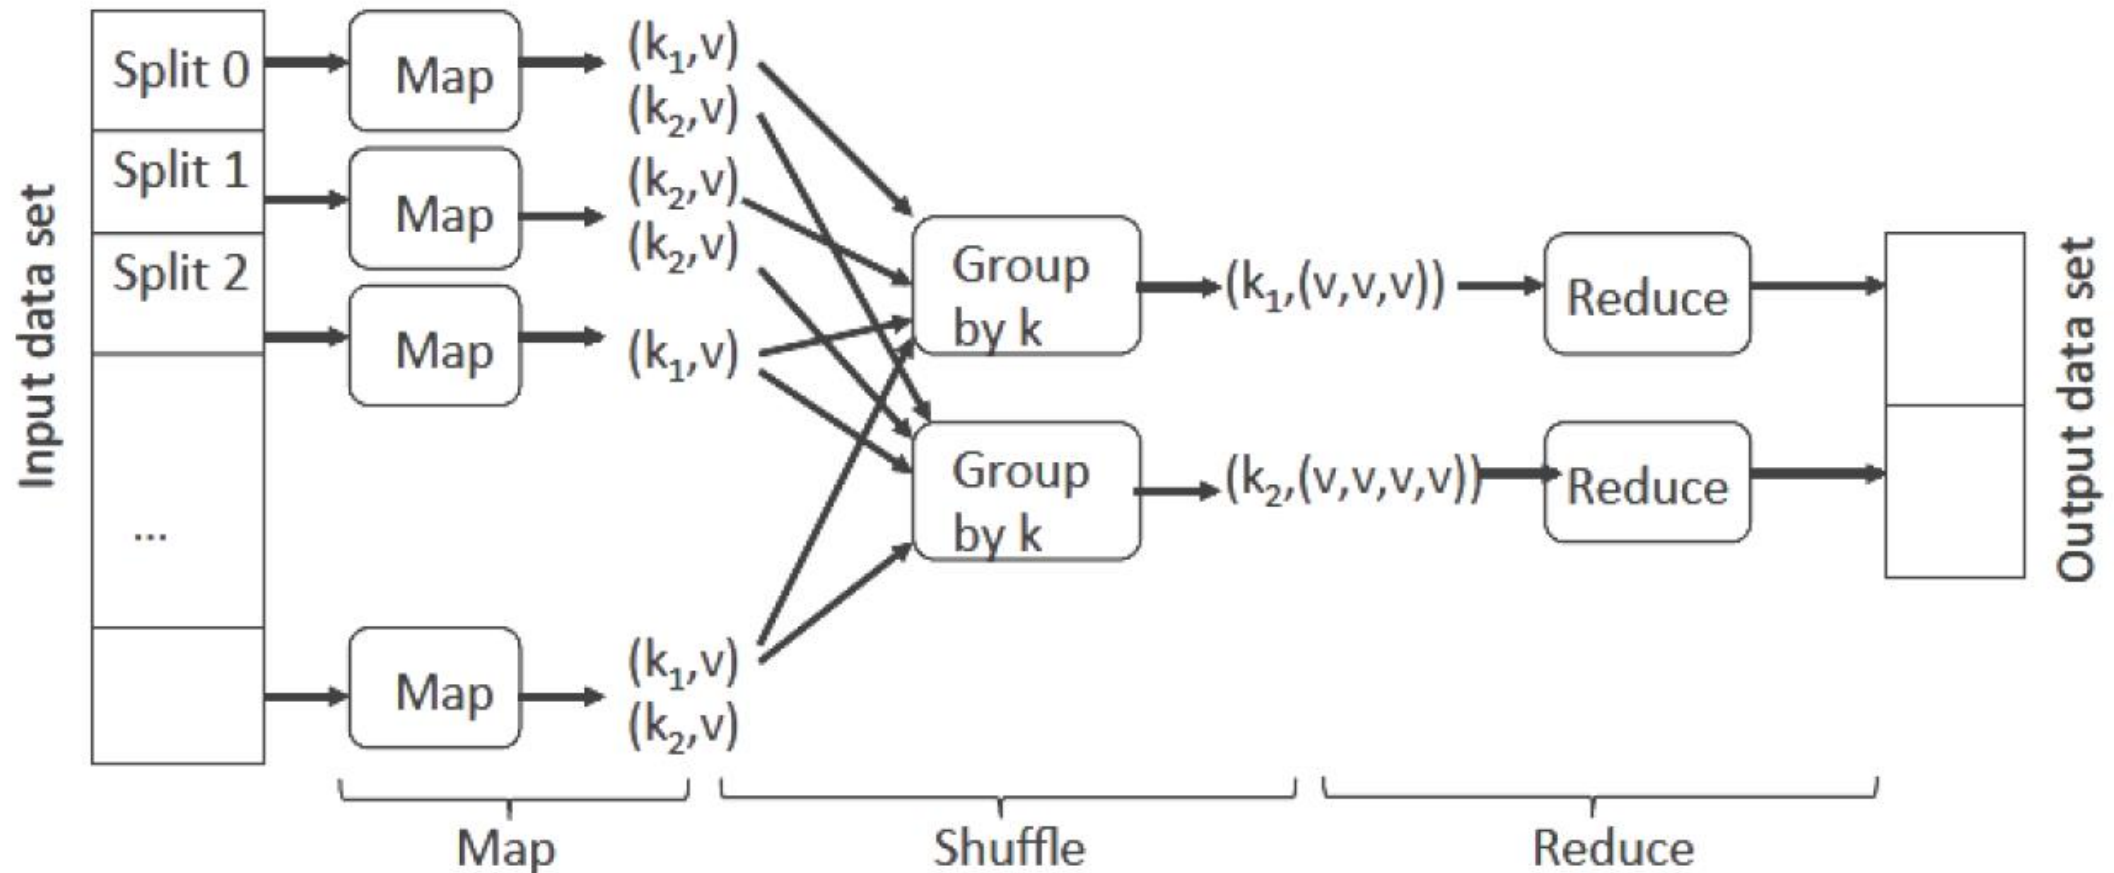 Input data set
Split 0
Split 1
Split 2
...
Map
Map
Map
Map
(k₁,v)
(k₂,v)
(k₂,v)
(k₂,v)
(k₁,v)
(k₁,v)
(k₂,v)
Group
by k
Group
by k
(k₁,(v,v,v))
(k₂,(v,v,v,v))
Reduce
Reduce
Output data set
Map
Shuffle
Reduce